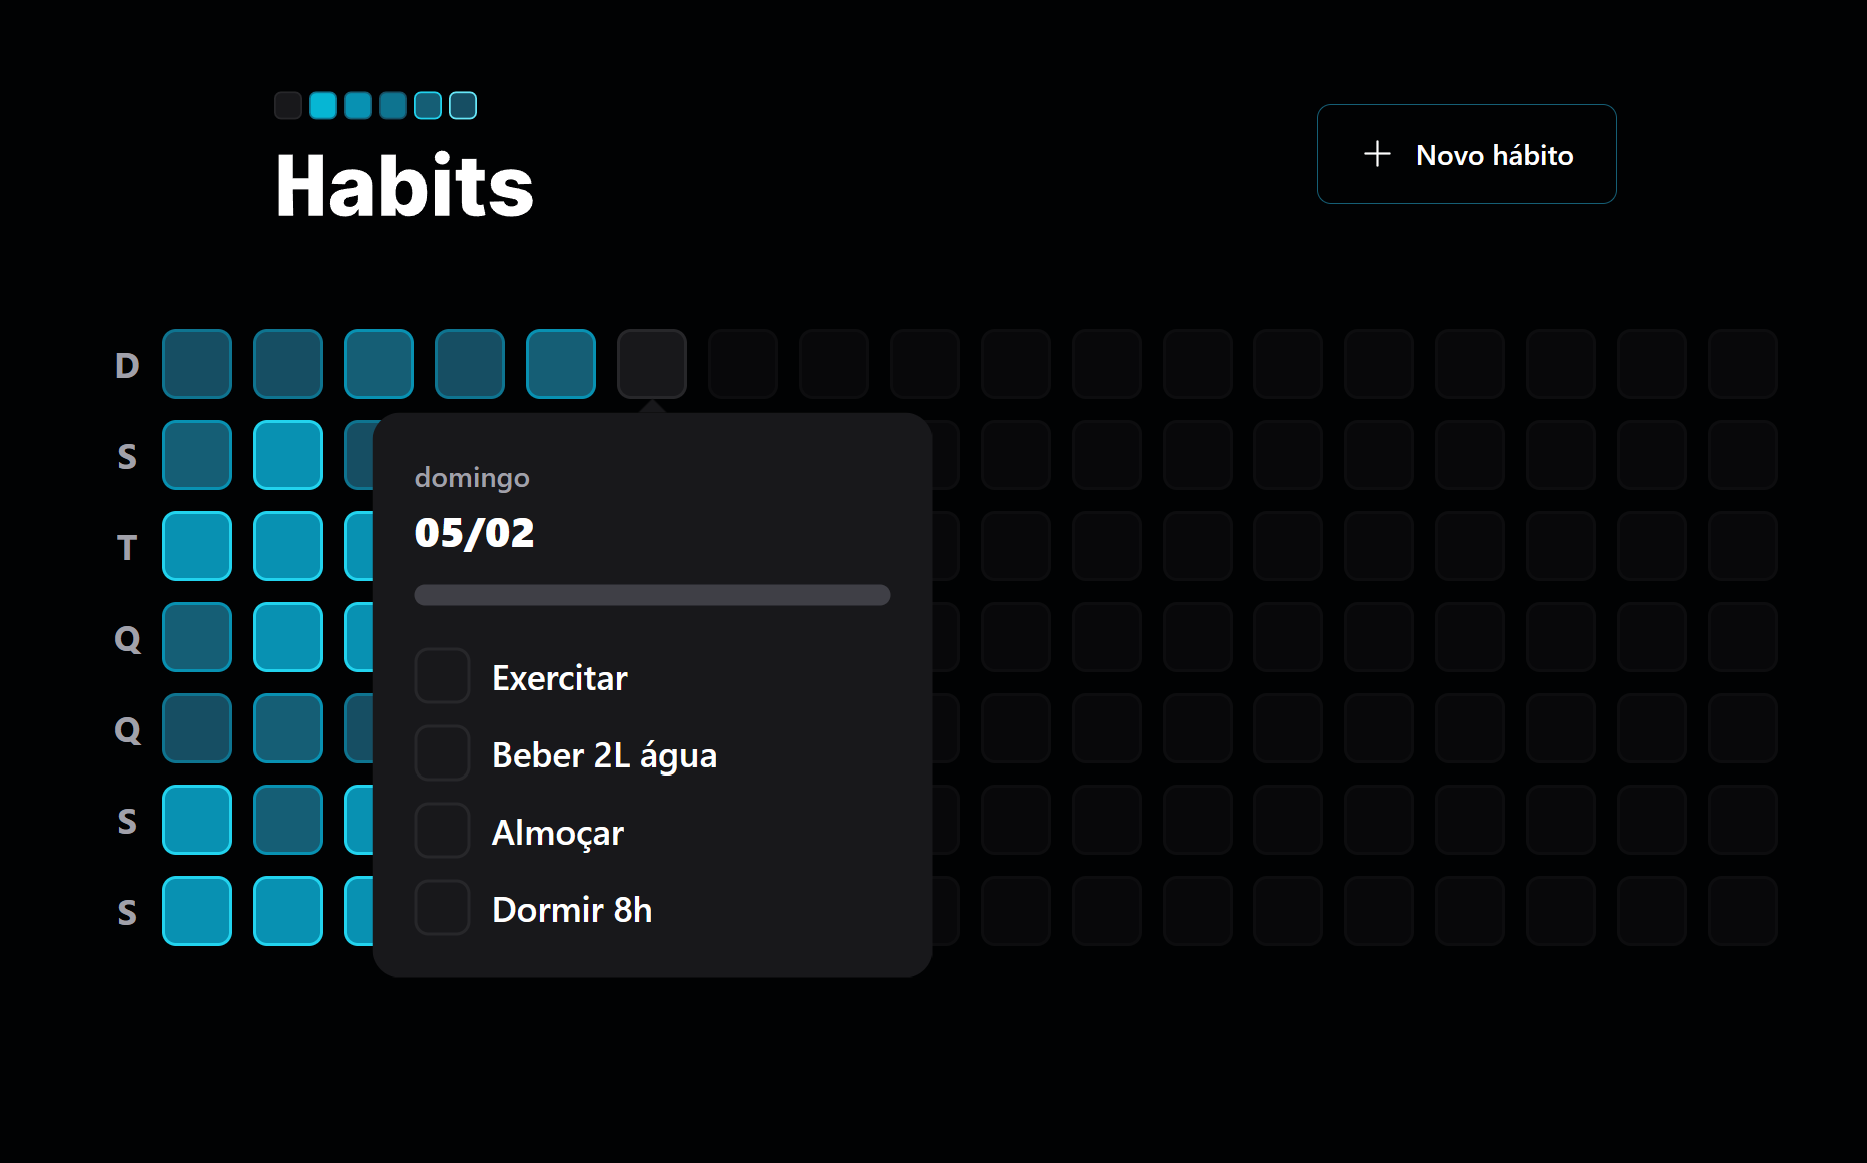 Habits
Novo hábito
D
S
T
Q
Q
S
S
domingo
05/02
Exercitar
Beber 2L água
Almoçar
Dormir 8h